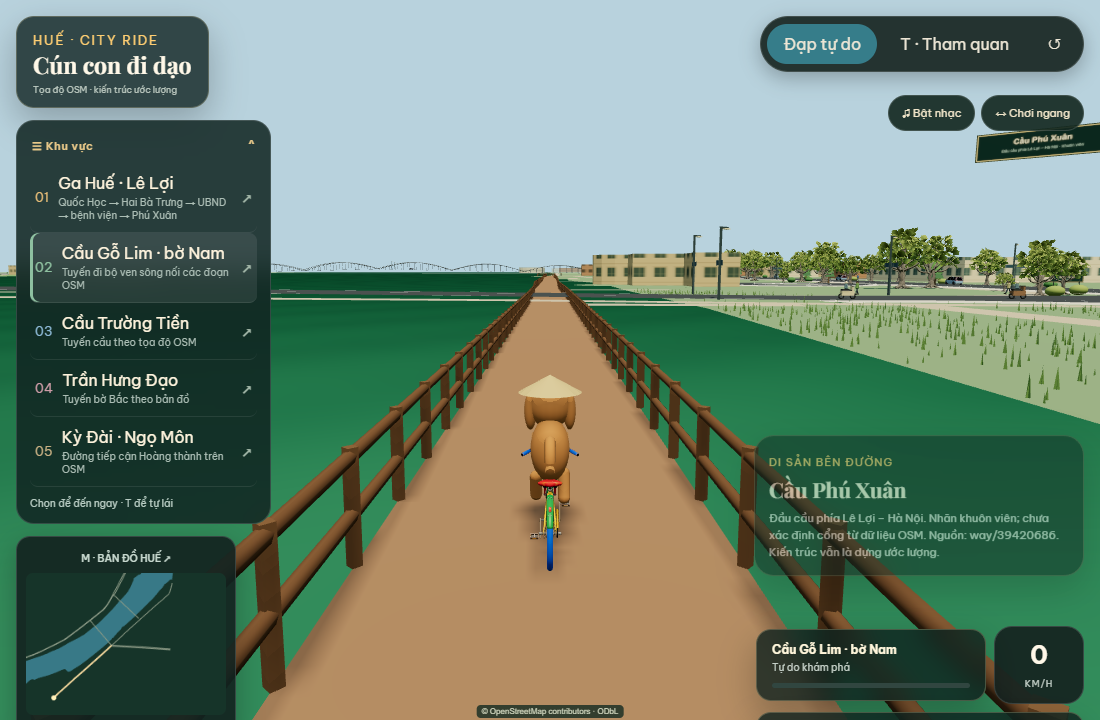 HUẾ · CITY RIDE
Cún con đi dạo
Tọa độ OSM · kiến trúc ước lượng
Đạp tự do
T · Tham quan
↺
♫ Bật nhạc
↔ Chơi ngang
Cầu Phú Xuân
☰ Khu vực
^
01
Ga Huế · Lê Lợi
Quốc Học → Hai Bà Trưng → UBND
→ bệnh viện → Phú Xuân
↗
02
Cầu Gỗ Lim · bờ Nam
Tuyến đi bộ ven sông nối các đoạn
OSM
↗
03
Cầu Trường Tiền
Tuyến cầu theo tọa độ OSM
↗
04
Trần Hưng Đạo
Tuyến bờ Bắc theo bản đồ
↗
05
Kỳ Đài · Ngọ Môn
Đường tiếp cận Hoàng thành trên
OSM
↗
Chọn để đến ngay · T để tự lái
M · BẢN ĐỒ HUẾ ↗
DI SẢN BÊN ĐƯỜNG
Cầu Phú Xuân
Đầu cầu phía Lê Lợi – Hà Nội. Nhãn khuôn viên; chưa
xác định cổng từ dữ liệu OSM. Nguồn: way/39420686.
Kiến trúc vẫn là dựng ước lượng.
Cầu Gỗ Lim · bờ Nam
Tự do khám phá
0
KM/H
© OpenStreetMap contributors · ODbL